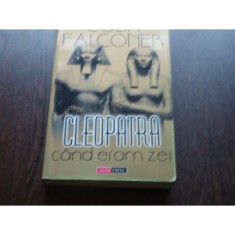 FALCONER
CLEOPATRA
când eram zei